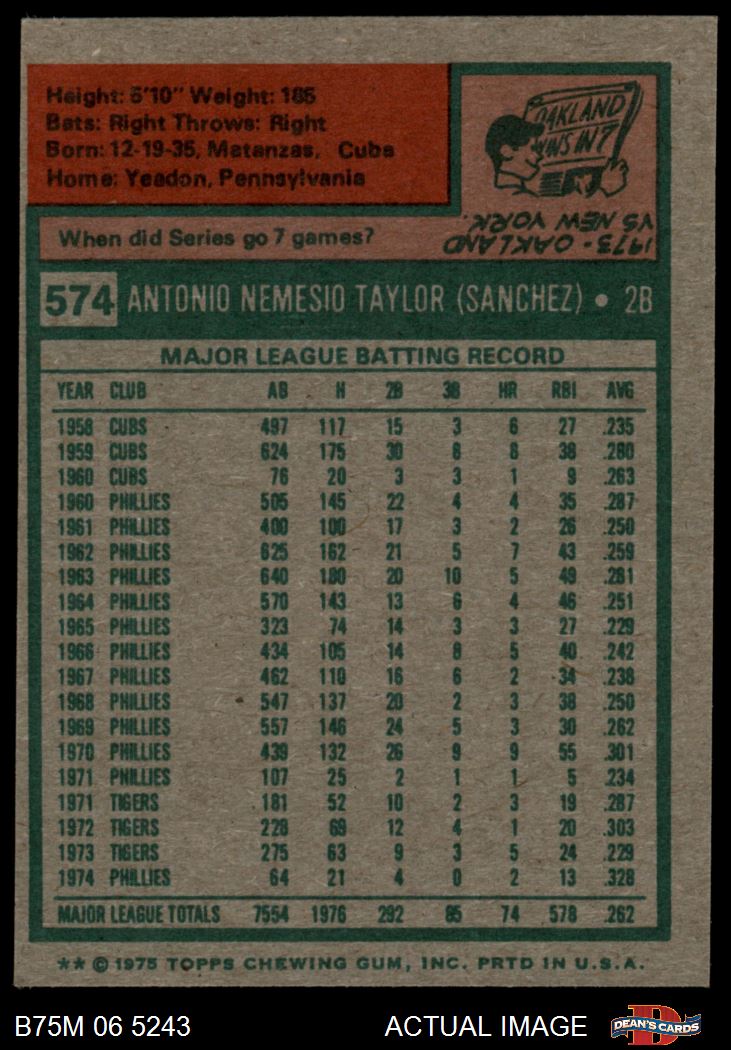 Height: 5'10" Weight: 165
Bats: Right Throws: Right
Born: 12-19-35, Matanzas, Cuba
Home: Yeadon, Pennsylvania
OAKLAND
WINS IN 7
When did Series go 7 games?
1973 - OAKLAND
VS NEW YORK.
574 ANTONIO NEMESIO TAYLOR (SANCHEZ) • 2B
MAJOR LEAGUE BATTING RECORD
YEAR CLUB AB H 2B 3B HR RBI AVG
1958 CUBS 497 117 15 3 6 27 .235
1959 CUBS 624 175 30 8 8 38 .280
1960 CUBS 76 20 3 3 1 9 .263
1960 PHILLIES 505 145 22 4 4 35 .287
1961 PHILLIES 400 100 17 3 2 26 .250
1962 PHILLIES 625 162 21 5 7 43 .259
1963 PHILLIES 640 180 20 10 5 49 .281
1964 PHILLIES 570 143 13 6 4 46 .251
1965 PHILLIES 323 74 14 3 3 27 .229
1966 PHILLIES 434 105 14 8 5 40 .242
1967 PHILLIES 462 110 16 6 2 34 .238
1968 PHILLIES 547 137 20 2 3 38 .250
1969 PHILLIES 557 146 24 5 3 30 .262
1970 PHILLIES 439 132 26 9 9 55 .301
1971 PHILLIES 107 25 2 1 1 5 .234
1971 TIGERS 181 52 10 2 3 19 .287
1972 TIGERS 228 69 12 4 1 20 .303
1973 TIGERS 275 63 9 3 5 24 .229
1974 PHILLIES 64 21 4 0 2 13 .328
MAJOR LEAGUE TOTALS 7554 1976 292 85 74 578 .262
** © 1975 TOPPS CHEWING GUM, INC. PRTD IN U.S.A.
B75M 06 5243 ACTUAL IMAGE
D
DEAN'S CARDS